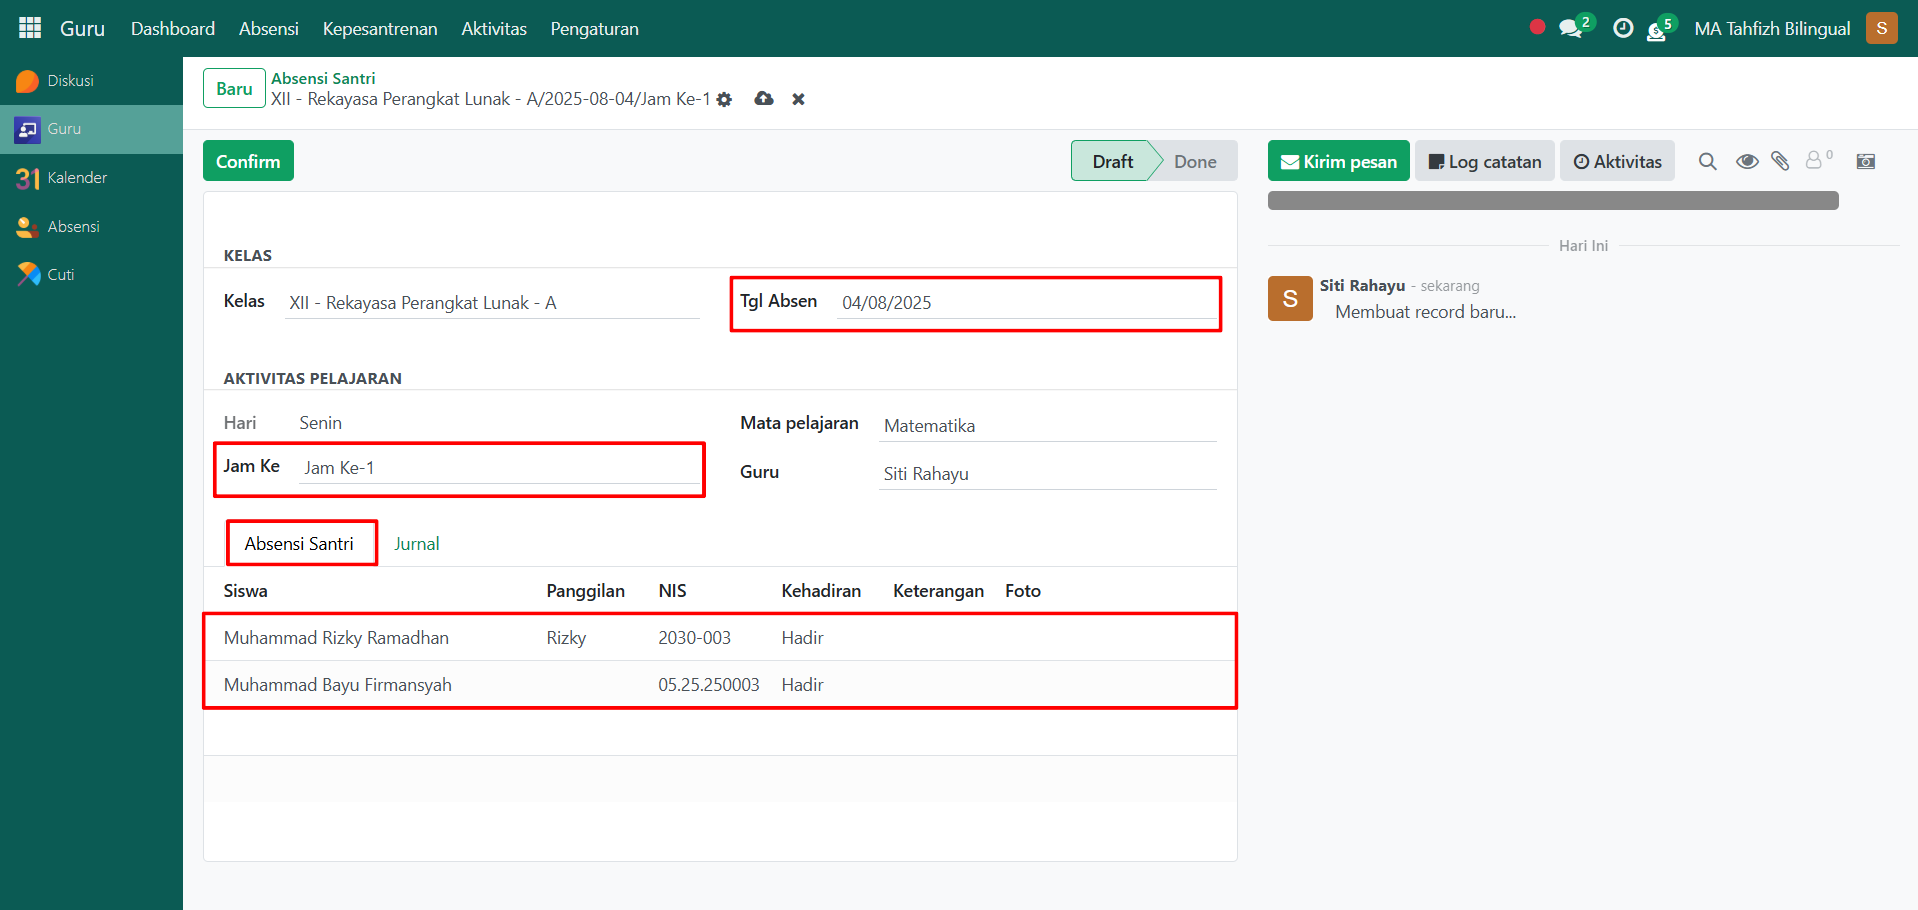 Guru Dashboard Absensi Kepesantrenan Aktivitas Pengaturan 2 5 MA Tahfizh Bilingual S
Diskusi
Guru
31 Kalender
Absensi
Cuti
Baru
Absensi Santri
XII - Rekayasa Perangkat Lunak - A/2025-08-04/Jam Ke-1
Confirm
Draft Done
KELAS
Kelas XII - Rekayasa Perangkat Lunak - A
Tgl Absen 04/08/2025
AKTIVITAS PELAJARAN
Hari Senin
Mata pelajaran Matematika
Jam Ke Jam Ke-1
Guru Siti Rahayu
Absensi Santri Jurnal
Siswa Panggilan NIS Kehadiran Keterangan Foto
Muhammad Rizky Ramadhan Rizky 2030-003 Hadir
Muhammad Bayu Firmansyah 05.25.250003 Hadir
Kirim pesan Log catatan Aktivitas 0
Hari Ini
S
Siti Rahayu - sekarang
Membuat record baru...